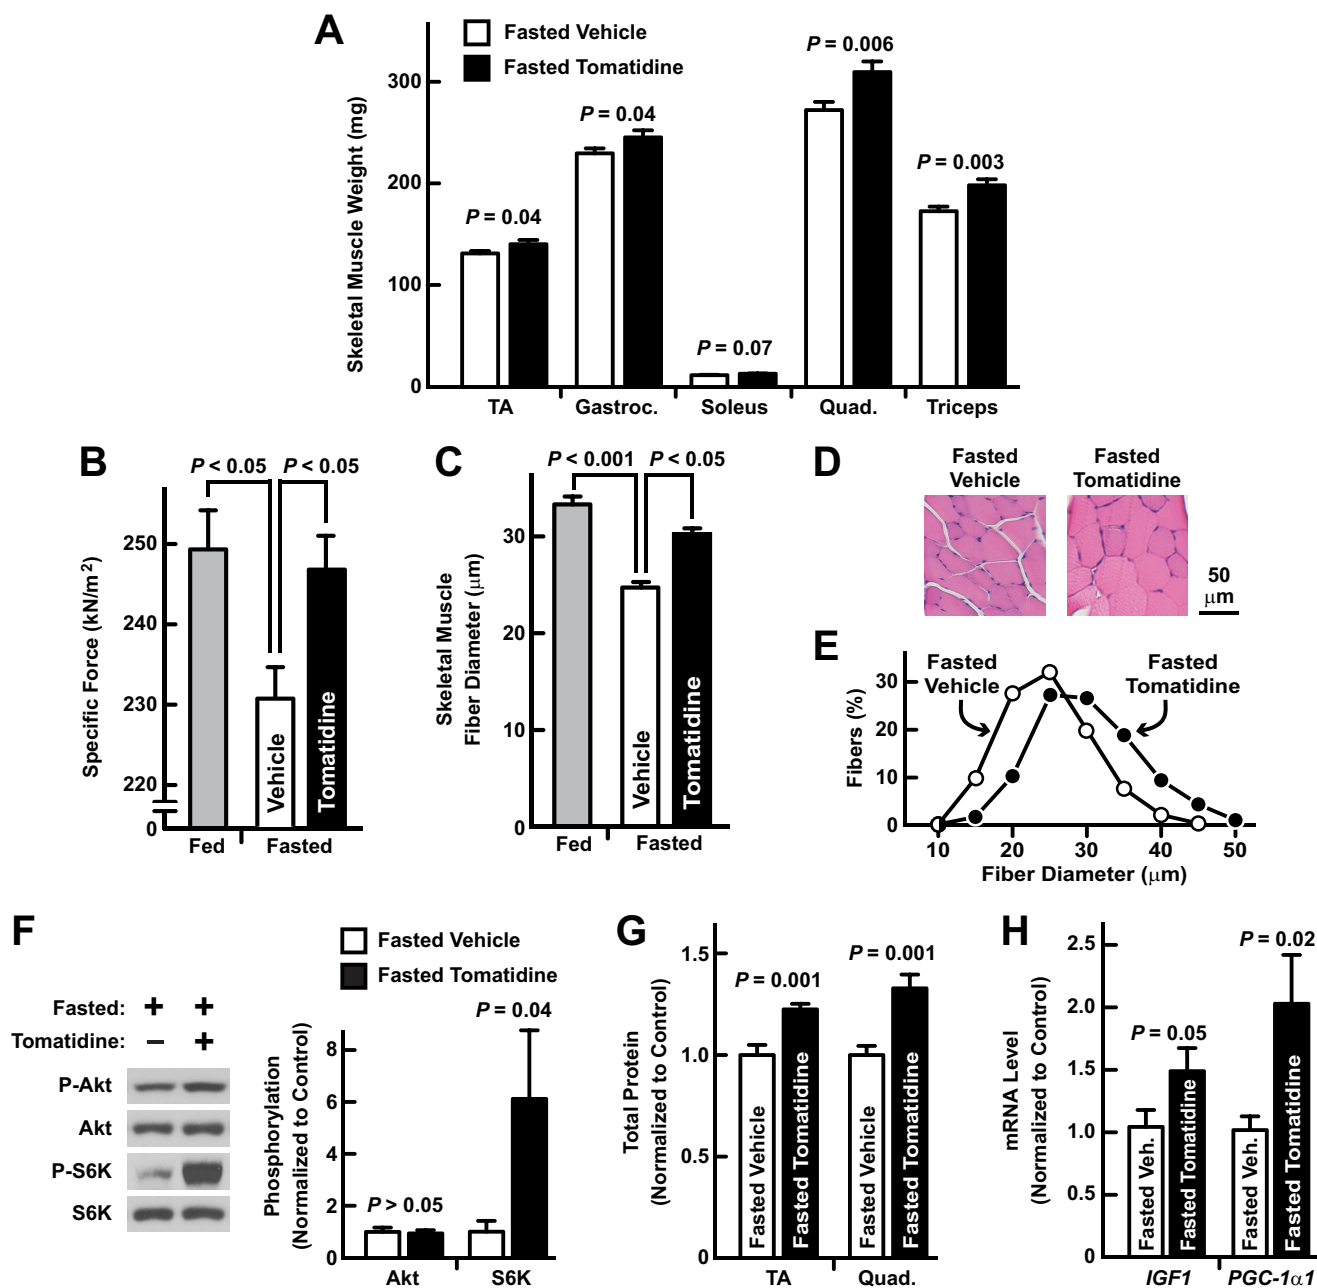 A
Fasted Vehicle
Fasted Tomatidine
Skeletal Muscle Weight (mg)
300
200
100
0
P = 0.04
P = 0.04
P = 0.07
P = 0.006
P = 0.003
TA
Gastroc.
Soleus
Quad.
Triceps
B
P < 0.05
P < 0.05
Specific Force (kN/m²)
250
240
230
220
0
Vehicle
Tomatidine
Fed
Fasted
C
P < 0.001
P < 0.05
Skeletal Muscle
Fiber Diameter (μm)
30
20
10
0
Vehicle
Tomatidine
Fed
Fasted
D
Fasted
Vehicle
Fasted
Tomatidine
50
μm
E
Fasted
Vehicle
Fasted
Tomatidine
Fibers (%)
30
20
10
0
10
20
30
40
50
Fiber Diameter (μm)
F
Fasted: + +
Tomatidine: – +
P-Akt
Akt
P-S6K
S6K
Fasted Vehicle
Fasted Tomatidine
Phosphorylation
(Normalized to Control)
8
6
4
2
0
P > 0.05
P = 0.04
Akt
S6K
G
Total Protein
(Normalized to Control)
1.5
1.0
0.5
0
P = 0.001
P = 0.001
Fasted Vehicle
Fasted Tomatidine
Fasted Vehicle
Fasted Tomatidine
TA
Quad.
H
mRNA Level
(Normalized to Control)
2.5
2.0
1.5
1.0
0.5
0
P = 0.05
P = 0.02
Fasted Veh.
Fasted Tomatidine
Fasted Veh.
Fasted Tomatidine
IGF1
PGC-1α1